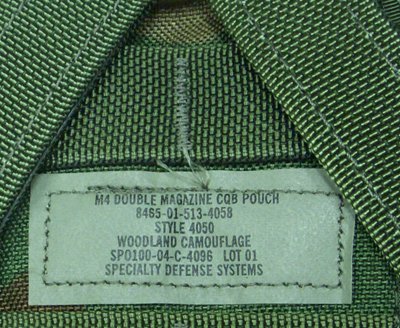 M4 DOUBLE MAGAZINE CQB POUCH
8465-01-513-4058
STYLE 4050
WOODLAND CAMOUFLAGE
SPO100-04-C-4096 LOT 01
SPECIALTY DEFENSE SYSTEMS